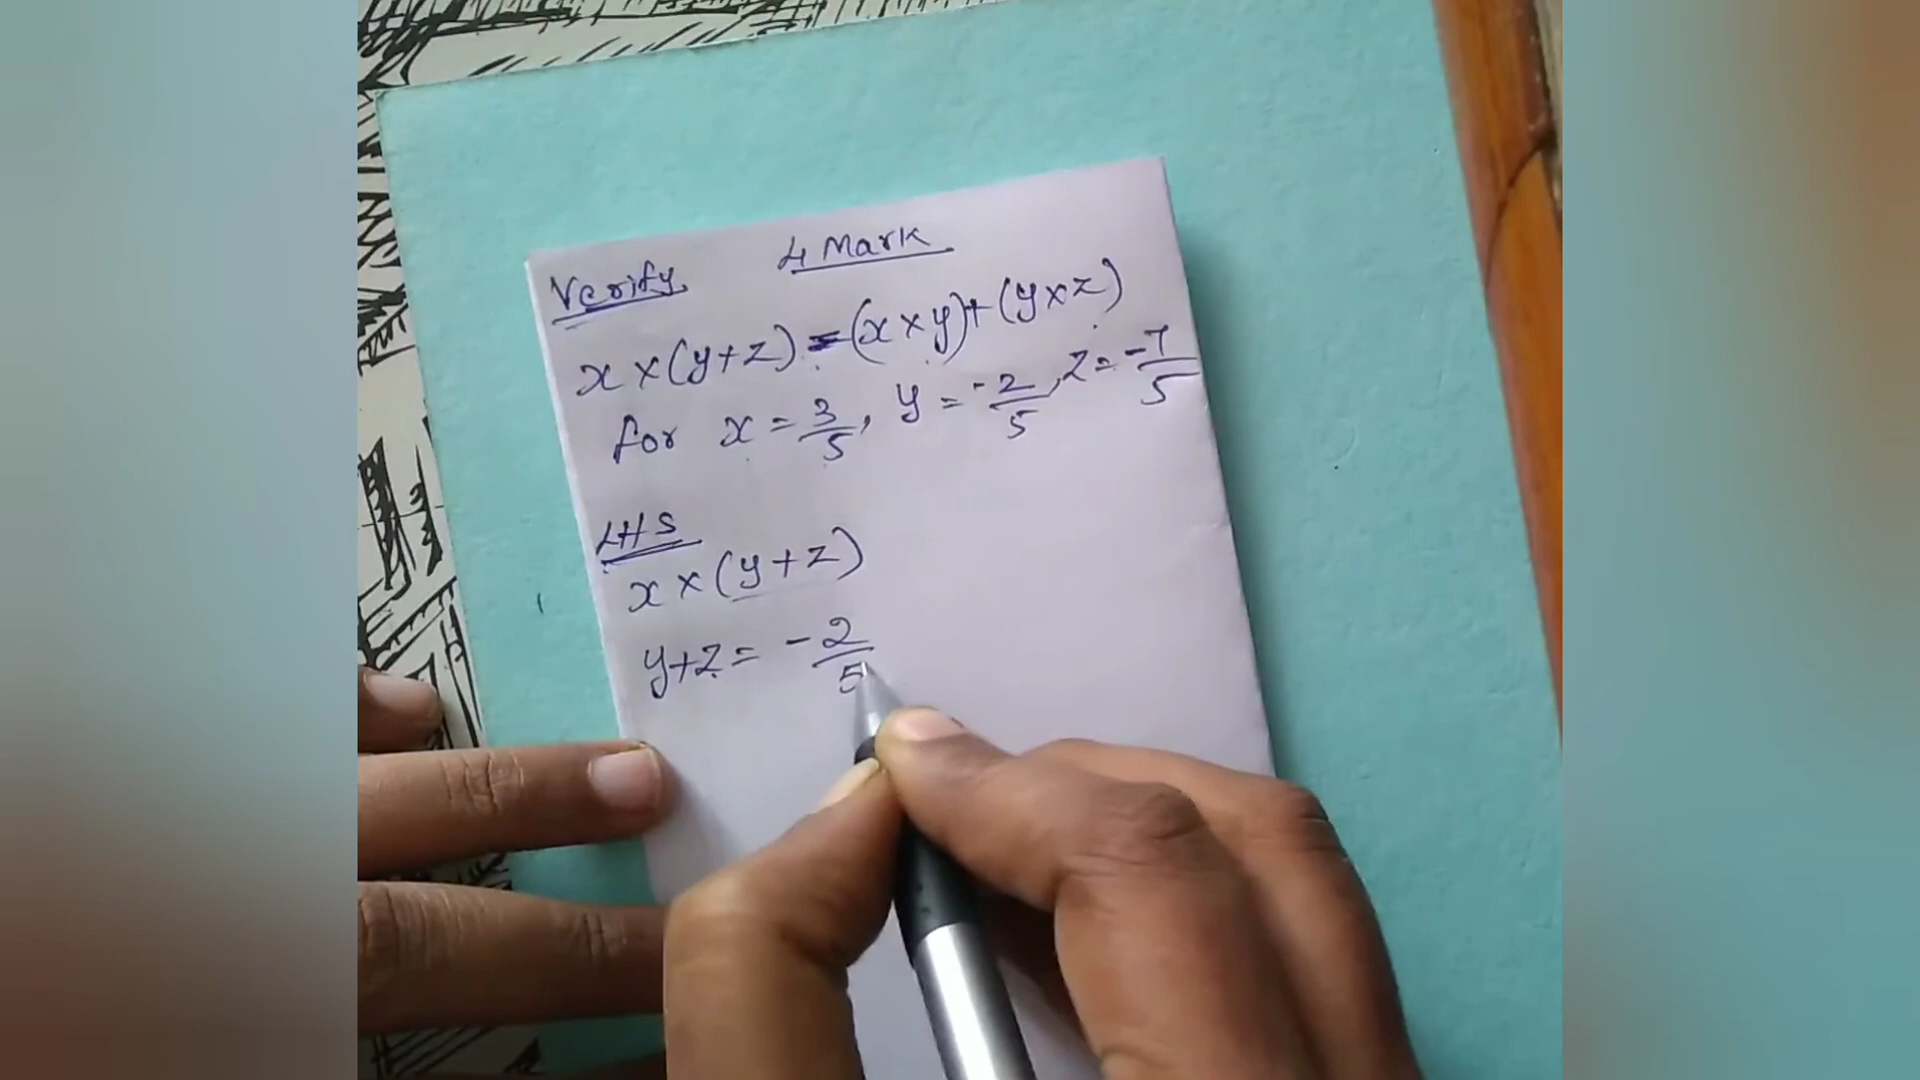 4 Mark
Verify,
x × (y+z) = (x × y) + (y × z)
for x = 3/5, y = -2/5, z = -7/5
LHS
x × (y+z)
y+z = -2/5